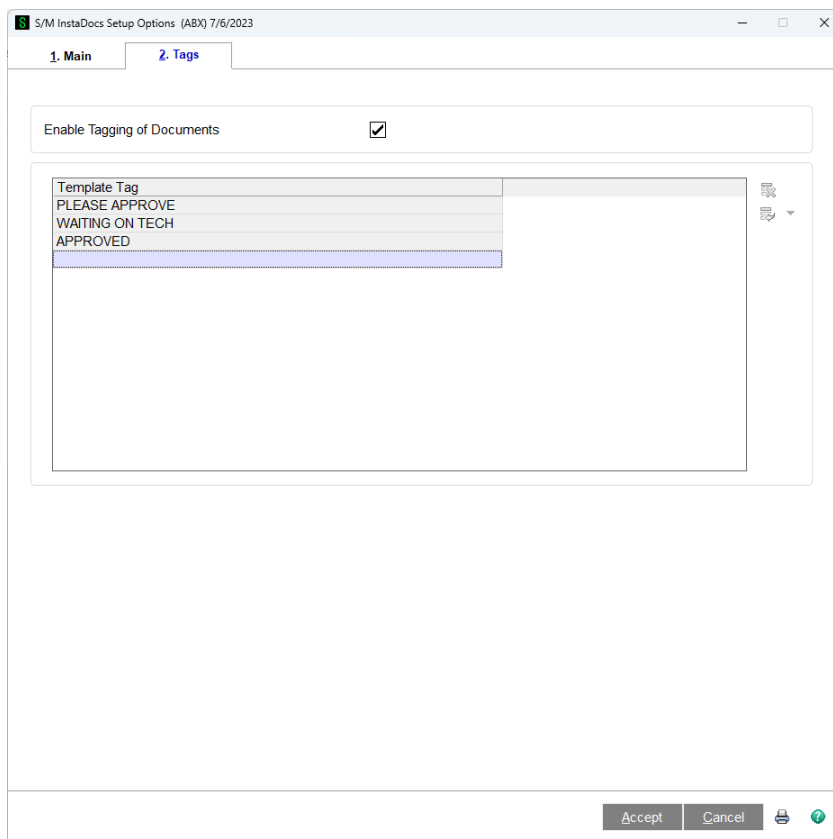 S S/M InstaDocs Setup Options (ABX) 7/6/2023
1. Main 2. Tags
Enable Tagging of Documents
Template Tag
PLEASE APPROVE
WAITING ON TECH
APPROVED
Accept Cancel ?